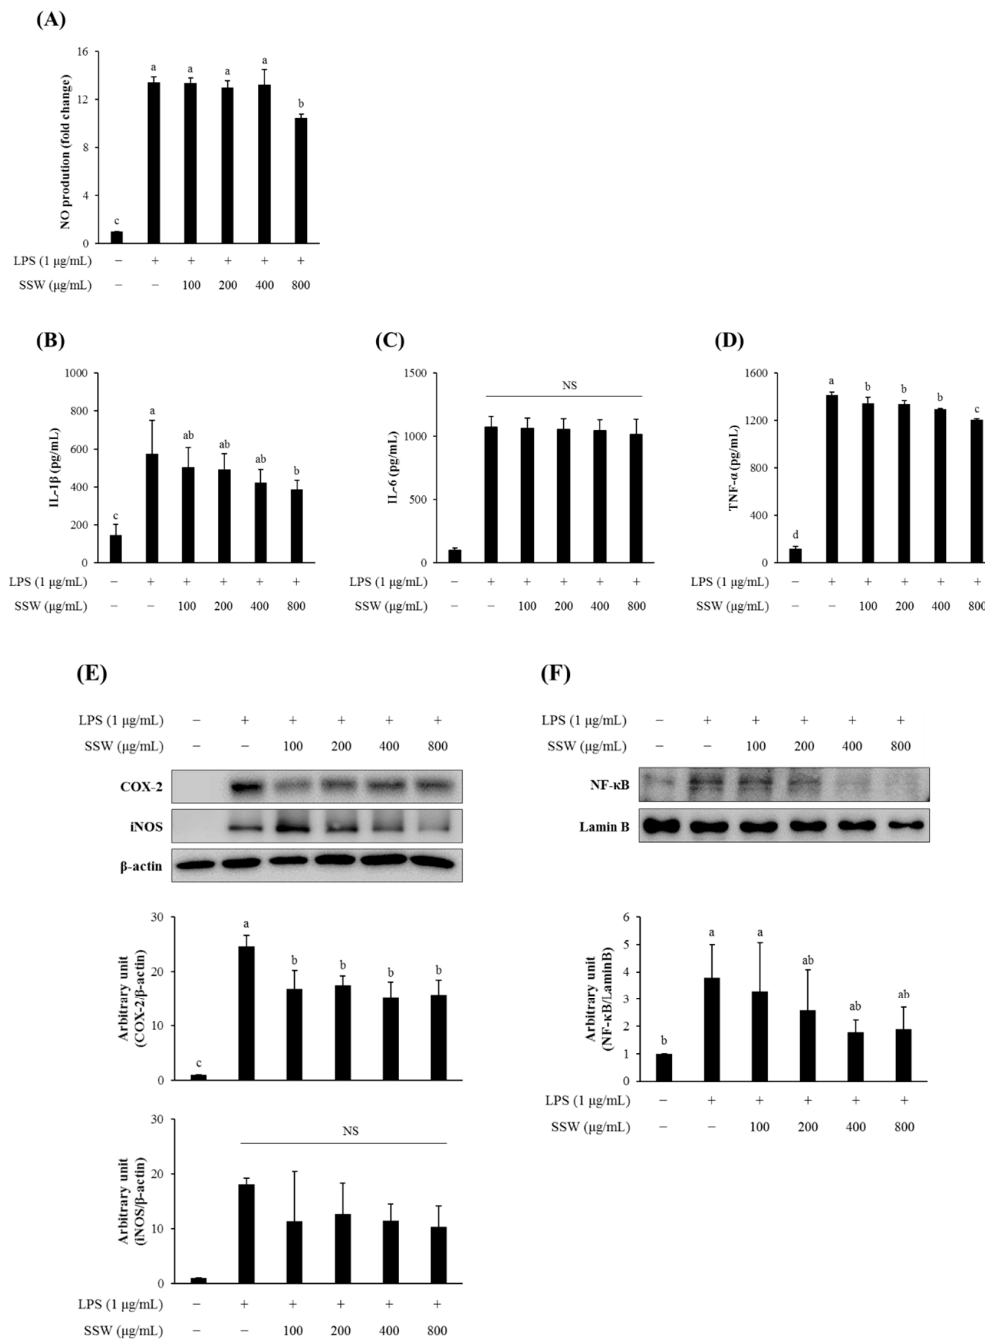 (A)
NO prodution (fold change)
16
12
8
4
0
c
a
a
a
a
b
LPS (1 μg/mL) − + + + + +
SSW (μg/mL) − − 100 200 400 800
(B)
IL-1β (pg/mL)
1000
800
600
400
200
0
c
a
ab
ab
ab
b
LPS (1 μg/mL) − + + + + +
SSW (μg/mL) − − 100 200 400 800
(C)
IL-6 (pg/mL)
1500
1000
500
0
NS
LPS (1 μg/mL) − + + + + +
SSW (μg/mL) − − 100 200 400 800
(D)
TNF-α (pg/mL)
1600
1200
800
400
0
d
a
b
b
b
c
LPS (1 μg/mL) − + + + + +
SSW (μg/mL) − − 100 200 400 800
(E)
LPS (1 μg/mL) − + + + + +
SSW (μg/mL) − − 100 200 400 800
COX-2
iNOS
β-actin
Arbitrary unit
(COX-2/β-actin)
30
20
10
0
c
a
b
b
b
b
Arbitrary unit
(iNOS/β-actin)
30
20
10
0
NS
LPS (1 μg/mL) − + + + + +
SSW (μg/mL) − − 100 200 400 800
(F)
LPS (1 μg/mL) − + + + + +
SSW (μg/mL) − − 100 200 400 800
NF-κB
Lamin B
Arbitrary unit
(NF-κB/LaminB)
6
5
4
3
2
1
0
b
a
a
ab
ab
ab
LPS (1 μg/mL) − + + + + +
SSW (μg/mL) − − 100 200 400 800